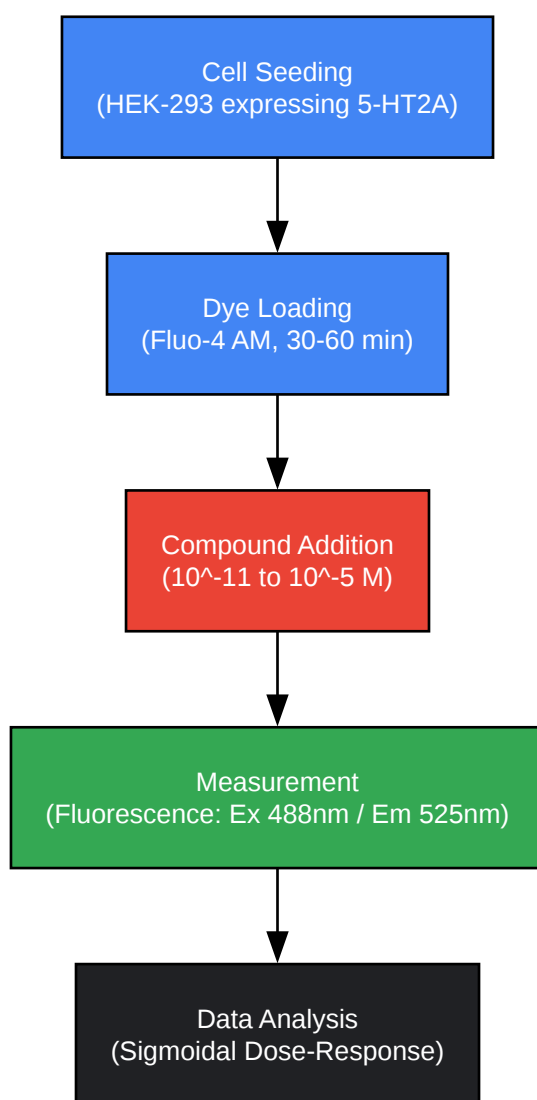 Cell Seeding
(HEK-293 expressing 5-HT2A)
Dye Loading
(Fluo-4 AM, 30-60 min)
Compound Addition
(10^-11 to 10^-5 M)
Measurement
(Fluorescence: Ex 488nm / Em 525nm)
Data Analysis
(Sigmoidal Dose-Response)